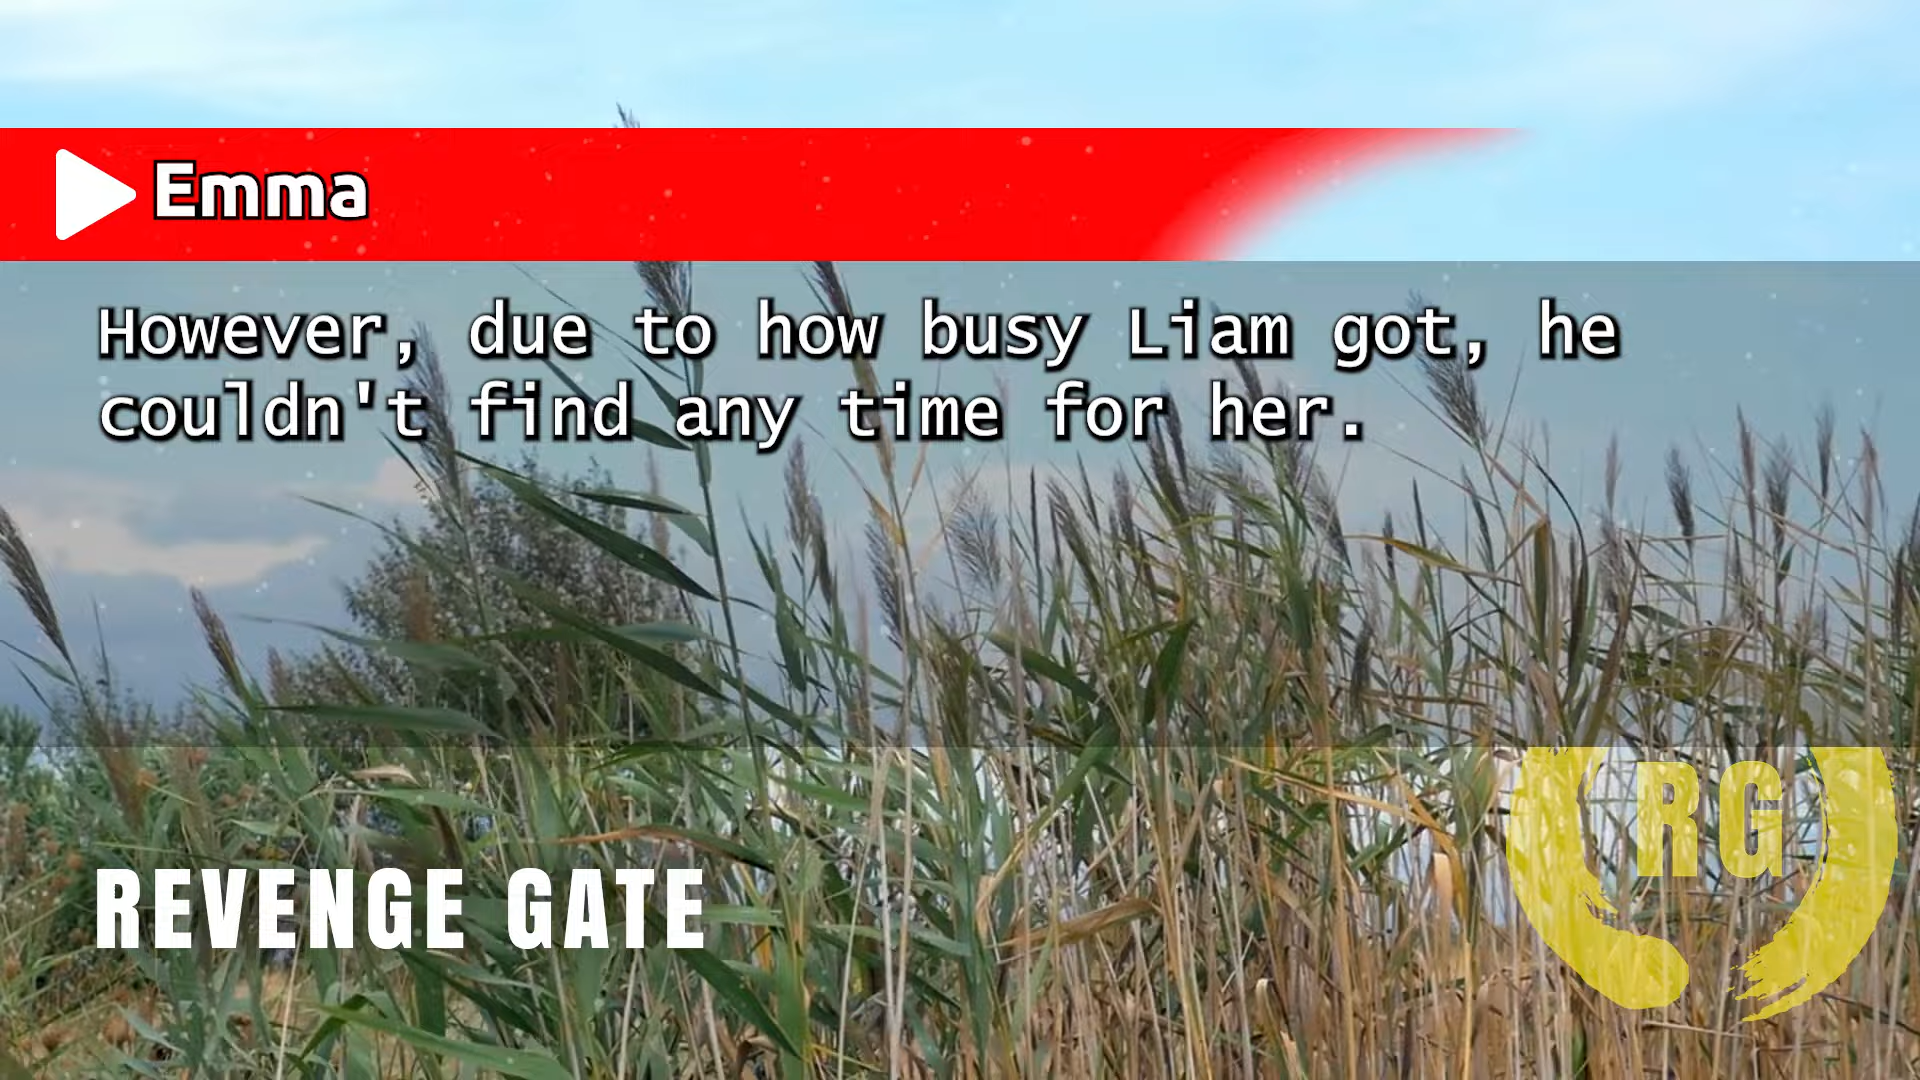 Emma
However, due to how busy Liam got, he
couldn't find any time for her.
REVENGE GATE
RG